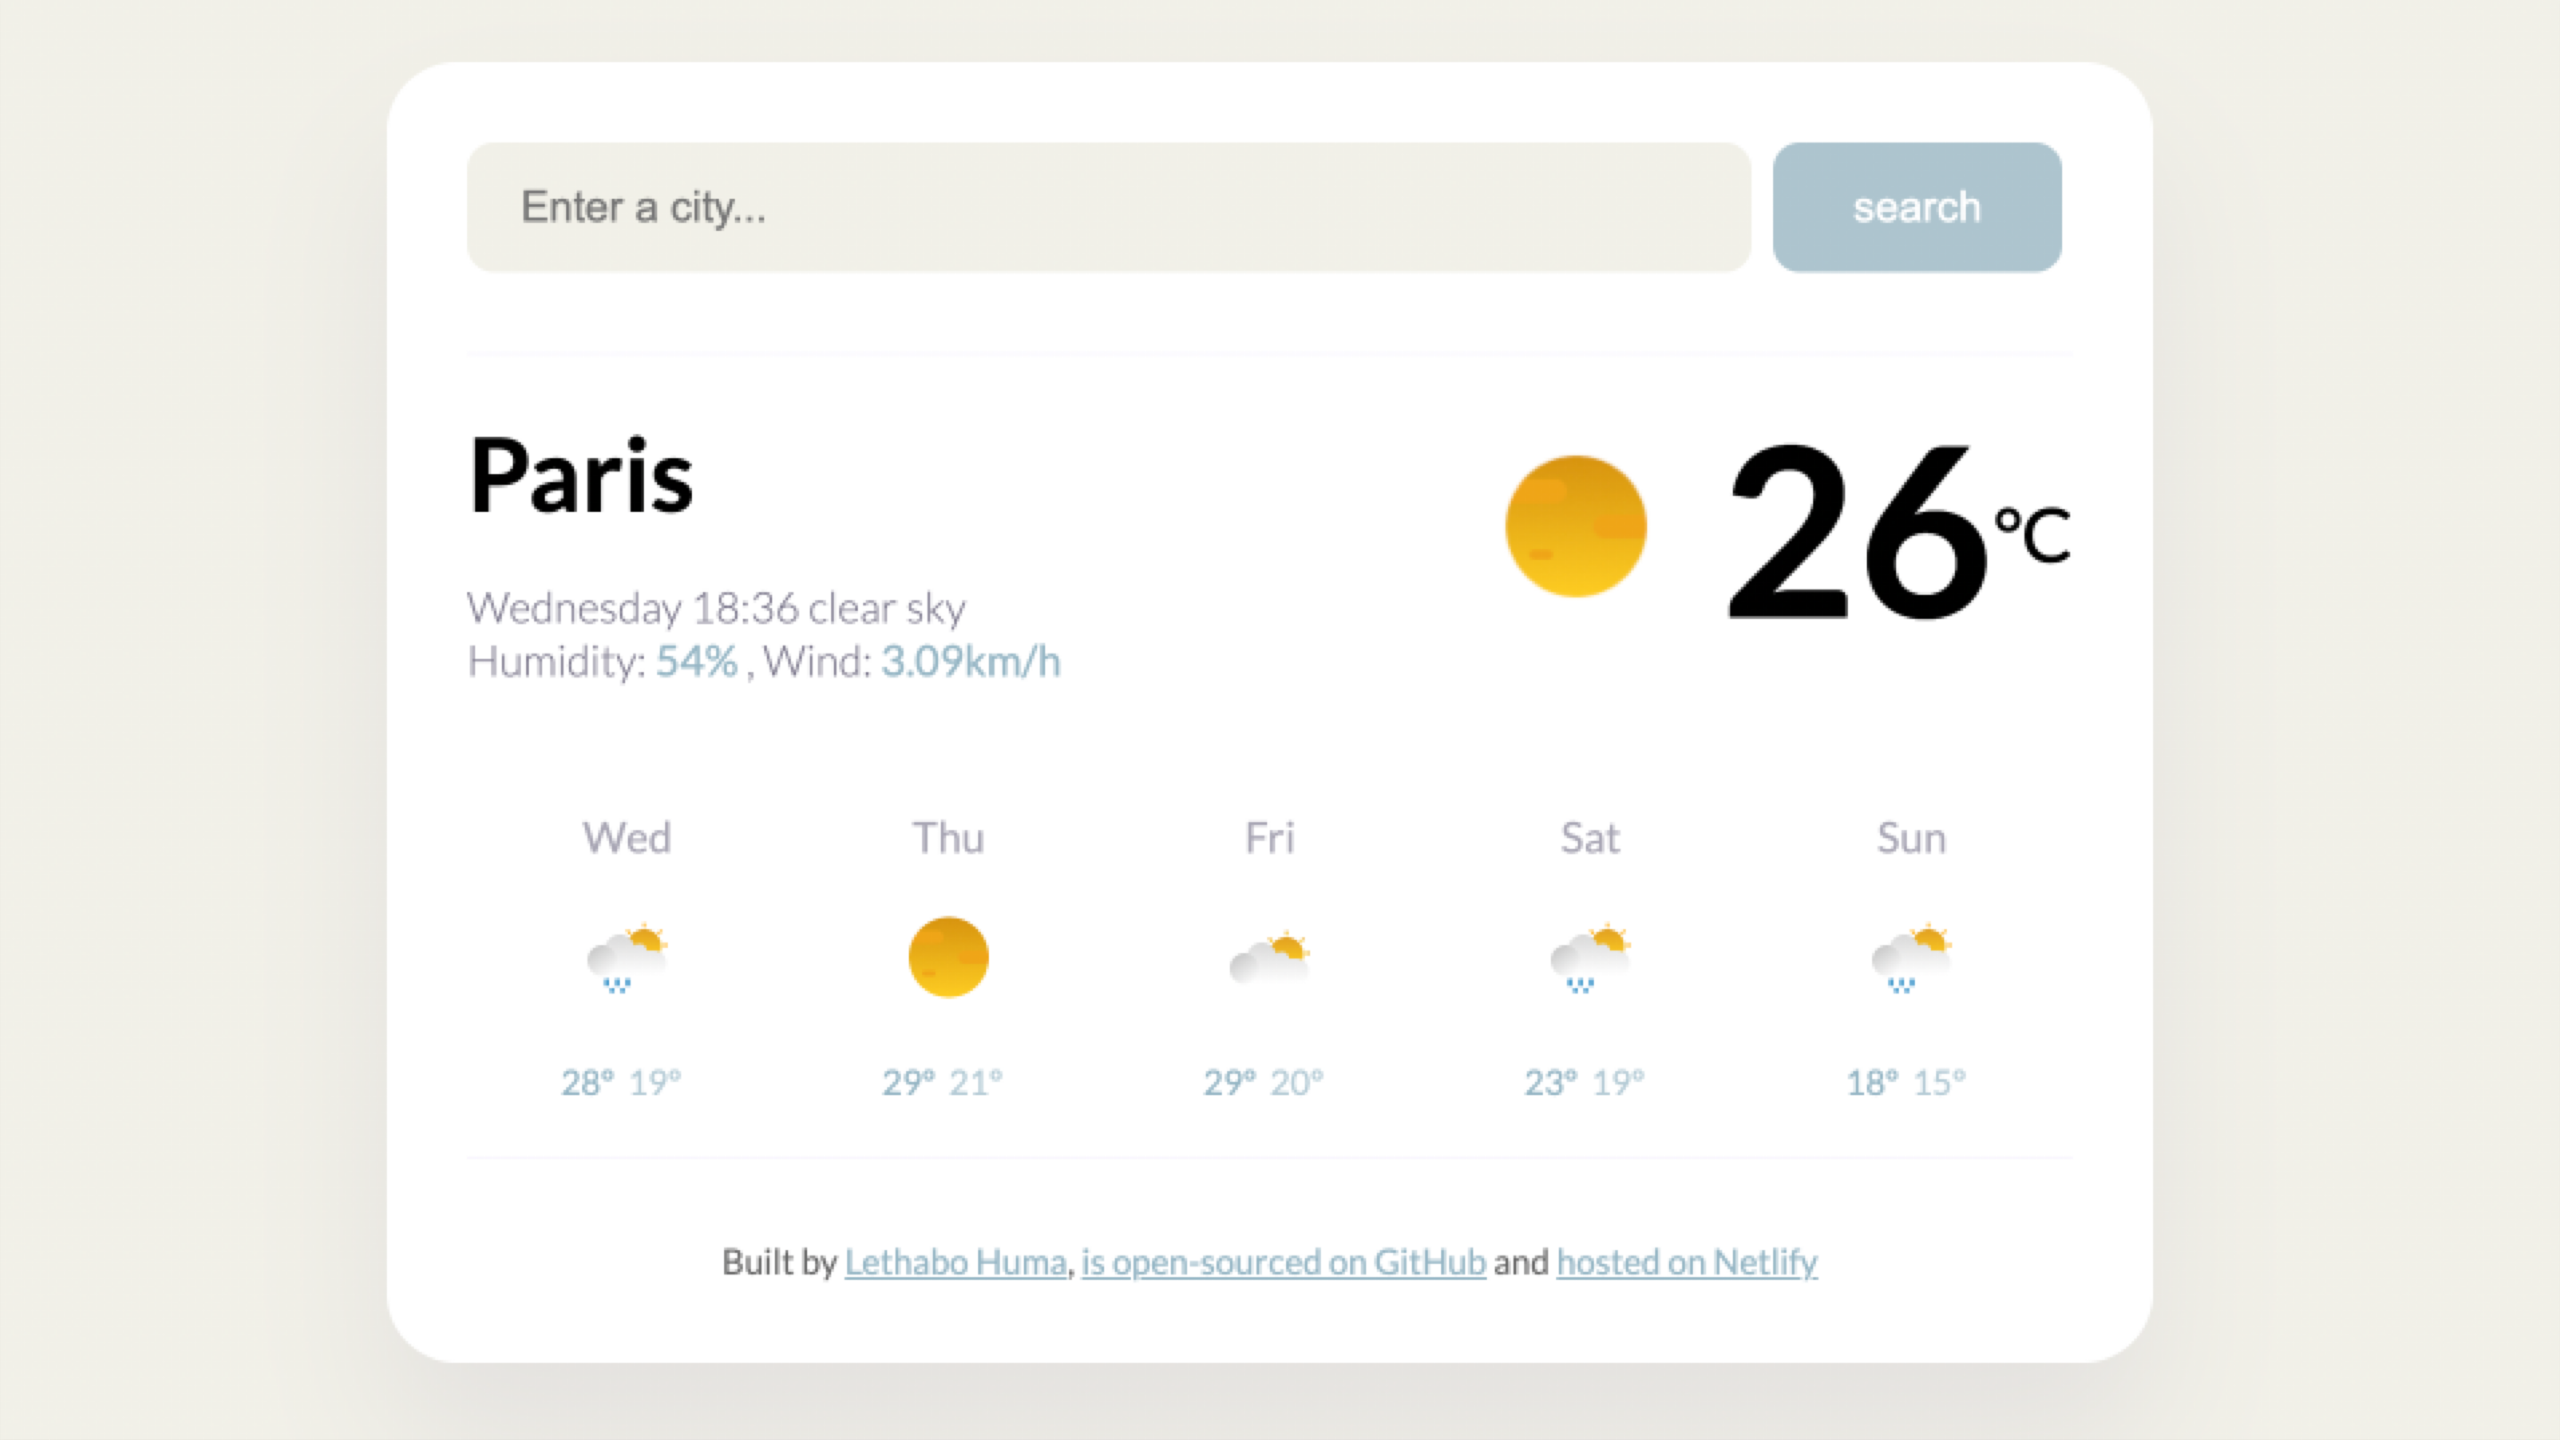 Enter a city...
search
Paris
26°C
Wednesday 18:36 clear sky
Humidity: 54% , Wind: 3.09km/h
Wed Thu Fri Sat Sun
28° 19° 29° 21° 29° 20° 23° 19° 18° 15°
Built by Lethabo Huma, is open-sourced on GitHub and hosted on Netlify